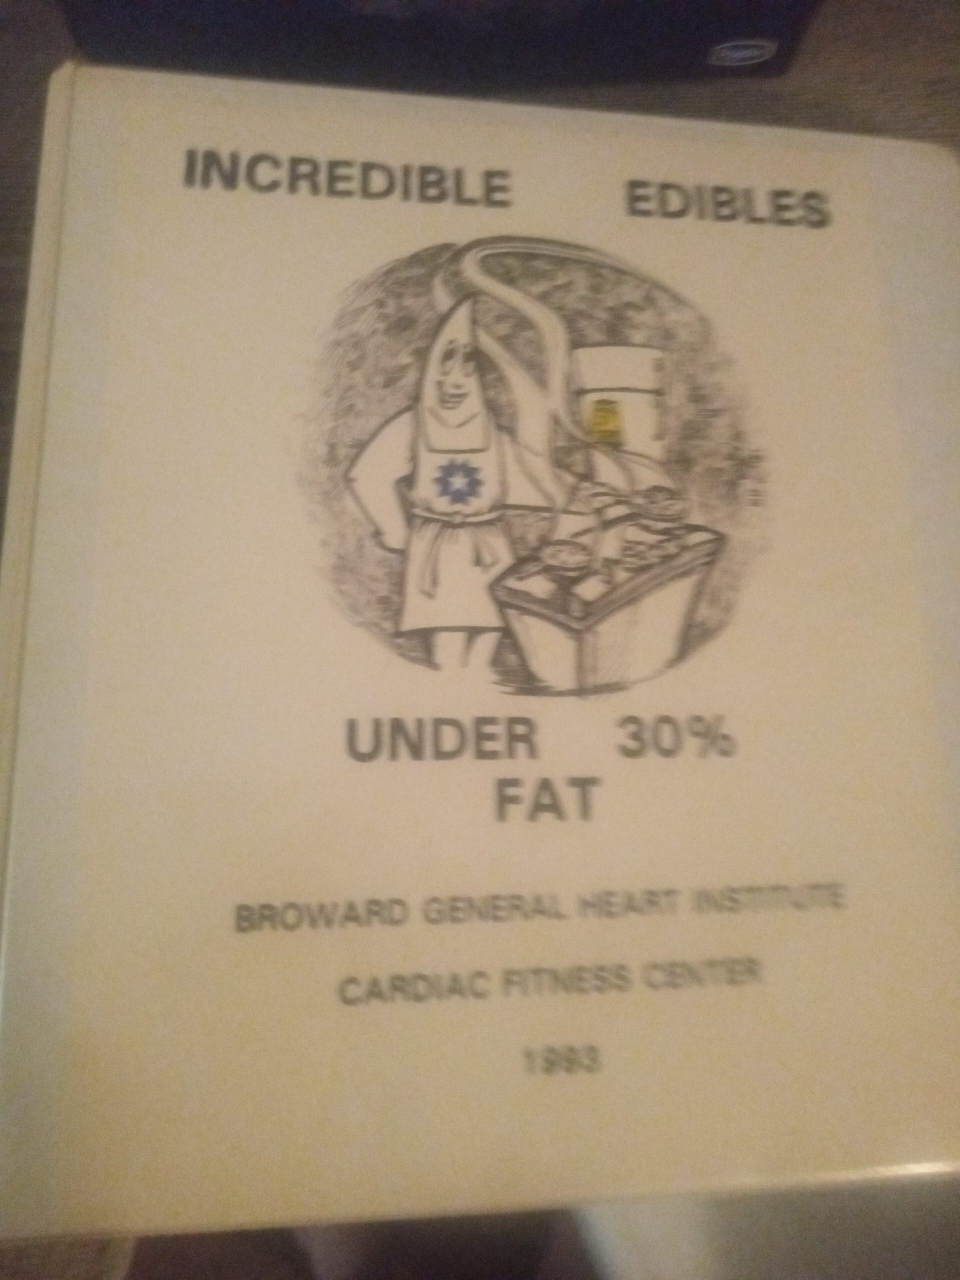 INCREDIBLE EDIBLES
UNDER 30%
FAT
BROWARD GENERAL HEART INSTITUTE
CARDIAC FITNESS CENTER
1993